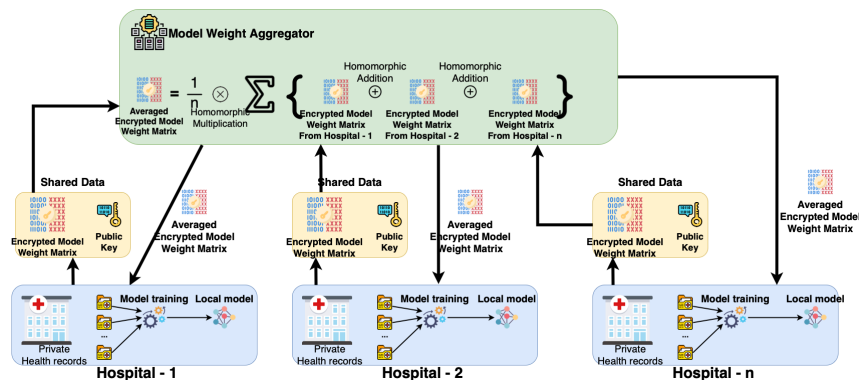 Model Weight Aggregator
Averaged
Encrypted Model
Weight Matrix
=
1
n
⊗
Homomorphic
Multiplication
Σ
{
Homomorphic
Addition
⊕
Homomorphic
Addition
⊕
}
Encrypted Model
Weight Matrix
From Hospital - 1
Encrypted Model
Weight Matrix
From Hospital - 2
Encrypted Model
Weight Matrix
From Hospital - n
Shared Data
Encrypted Model
Weight Matrix
Public
Key
Averaged
Encrypted Model
Weight Matrix
Shared Data
Encrypted Model
Weight Matrix
Public
Key
Averaged
Encrypted Model
Weight Matrix
Shared Data
Encrypted Model
Weight Matrix
Public
Key
Averaged
Encrypted Model
Weight Matrix
Private
Health records
...
Model training
Local model
Hospital - 1
Private
Health records
...
Model training
Local model
Hospital - 2
Private
Health records
...
Model training
Local model
Hospital - n